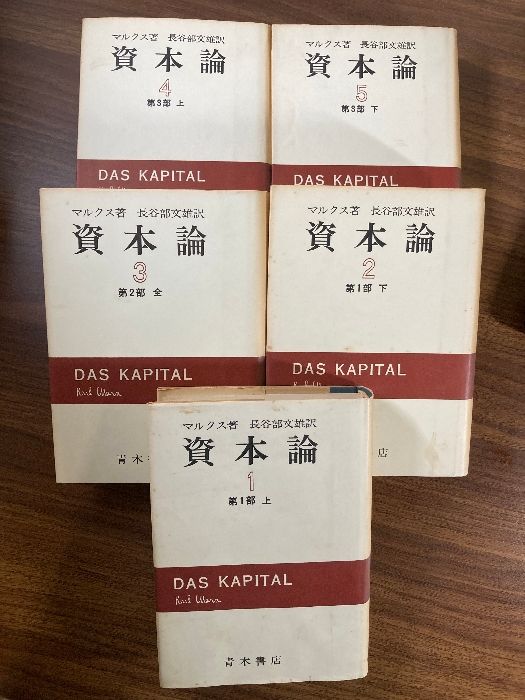 マルクス著 長谷部文雄訳
資本論
4
第3部 上
DAS KAPITAL
マルクス著 長谷部文雄訳
資本論
5
第3部 下
DAS KAPITAL
マルクス著 長谷部文雄訳
資本論
3
第2部 全
DAS KAPITAL
Karl Marx
青木
マルクス著 長谷部文雄訳
資本論
2
第1部 下
DAS KAPITAL
店
マルクス著 長谷部文雄訳
資本論
1
第1部 上
DAS KAPITAL
Karl Marx
青木書店